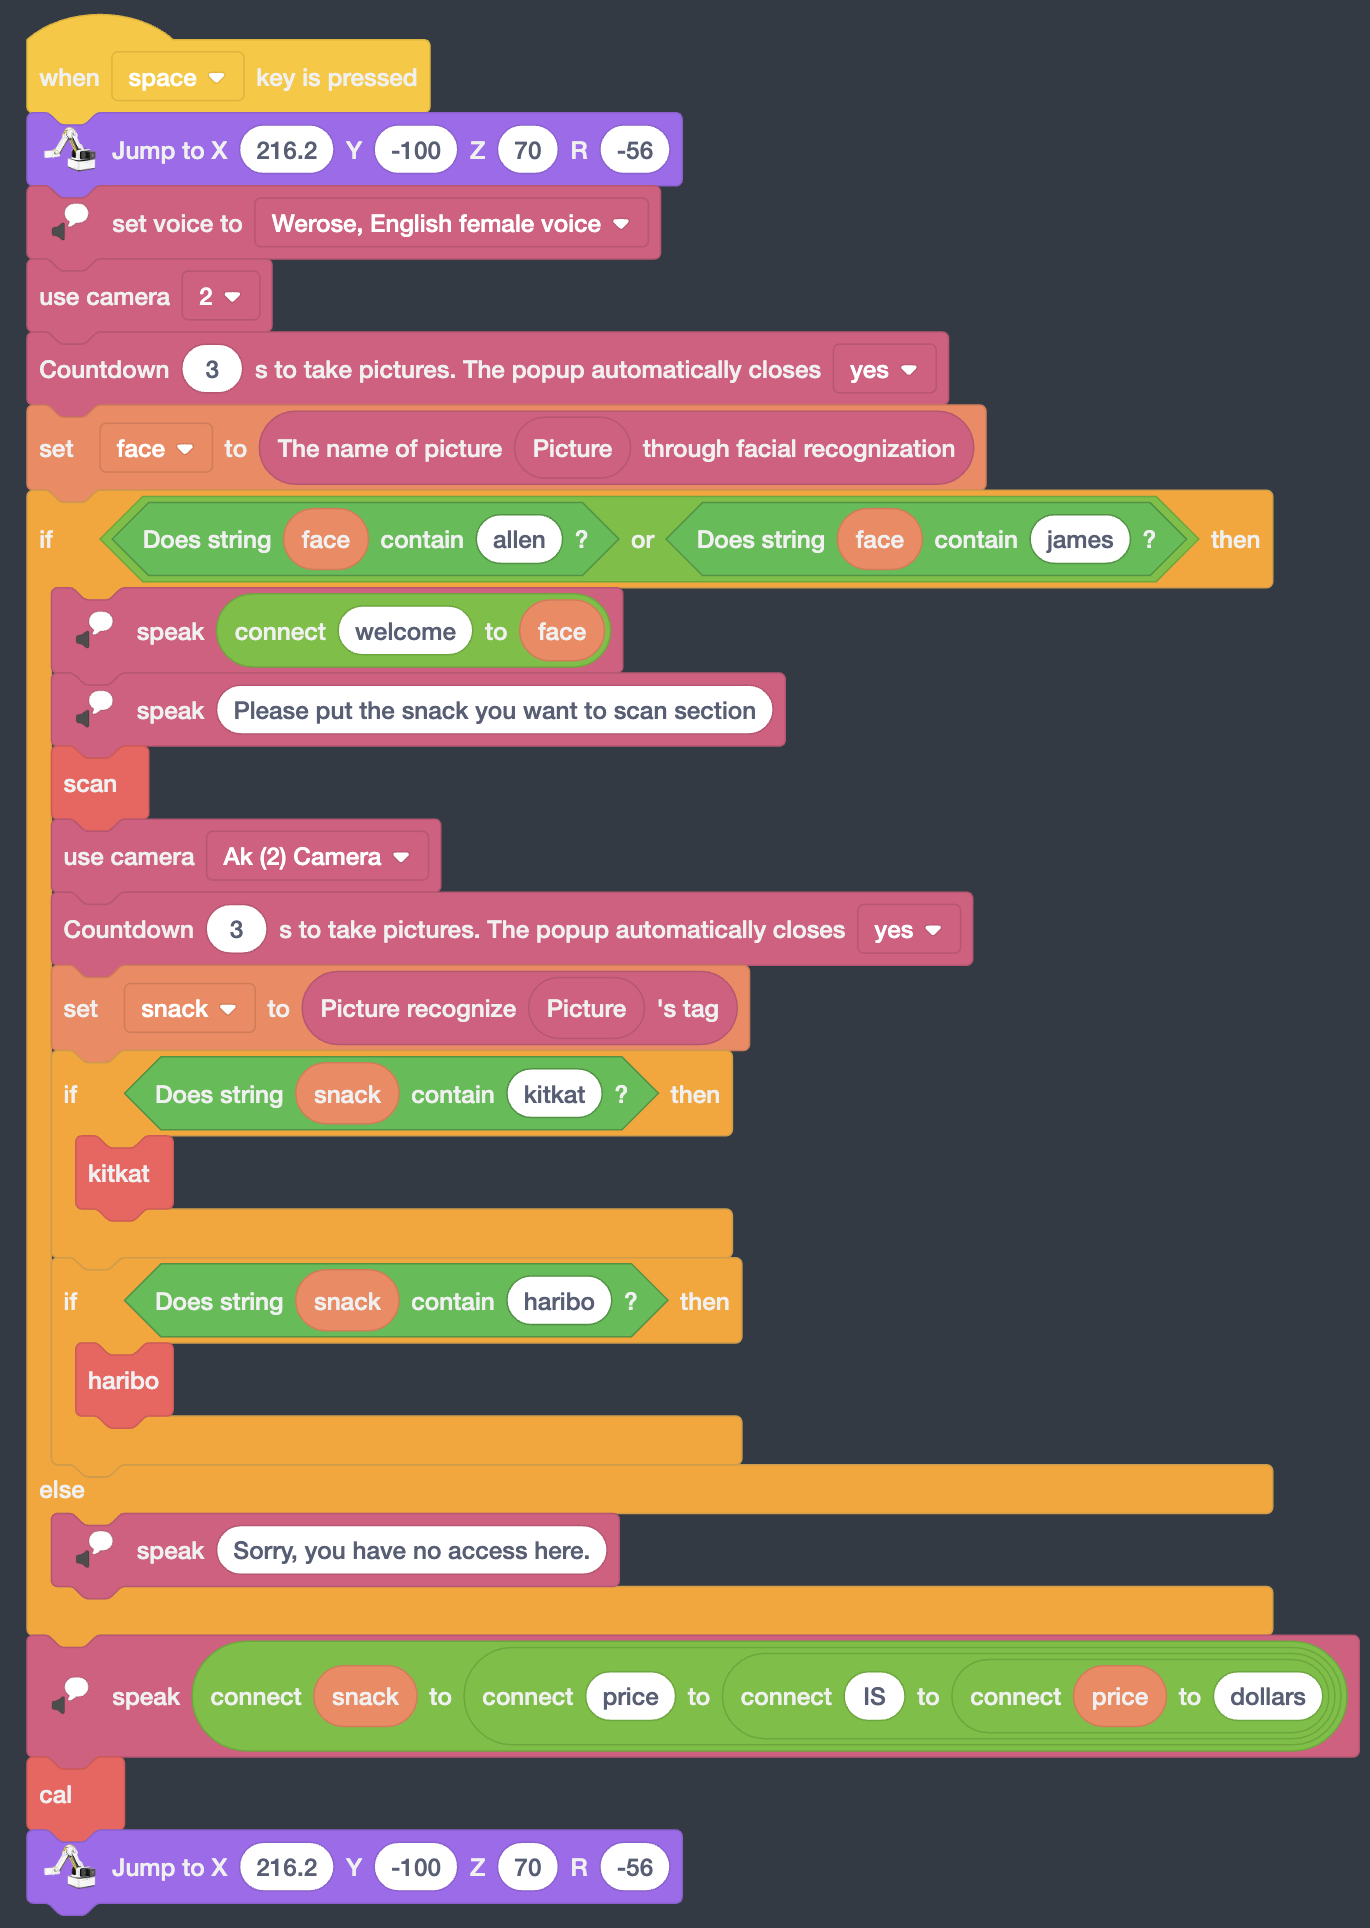 when space key is pressed
Jump to X 216.2 Y -100 Z 70 R -56
set voice to Werose, English female voice
use camera 2
Countdown 3 s to take pictures. The popup automatically closes yes
set face to The name of picture Picture through facial recognization
if Does string face contain allen ? or Does string face contain james ? then
speak connect welcome to face
speak Please put the snack you want to scan section
scan
use camera Ak (2) Camera
Countdown 3 s to take pictures. The popup automatically closes yes
set snack to Picture recognize Picture 's tag
if Does string snack contain kitkat ? then
kitkat
if Does string snack contain haribo ? then
haribo
else
speak Sorry, you have no access here.
speak connect snack to connect price to connect IS to connect price to dollars
cal
Jump to X 216.2 Y -100 Z 70 R -56